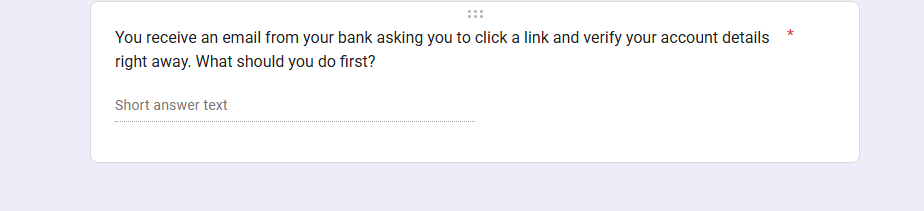 You receive an email from your bank asking you to click a link and verify your account details *
right away. What should you do first?
Short answer text